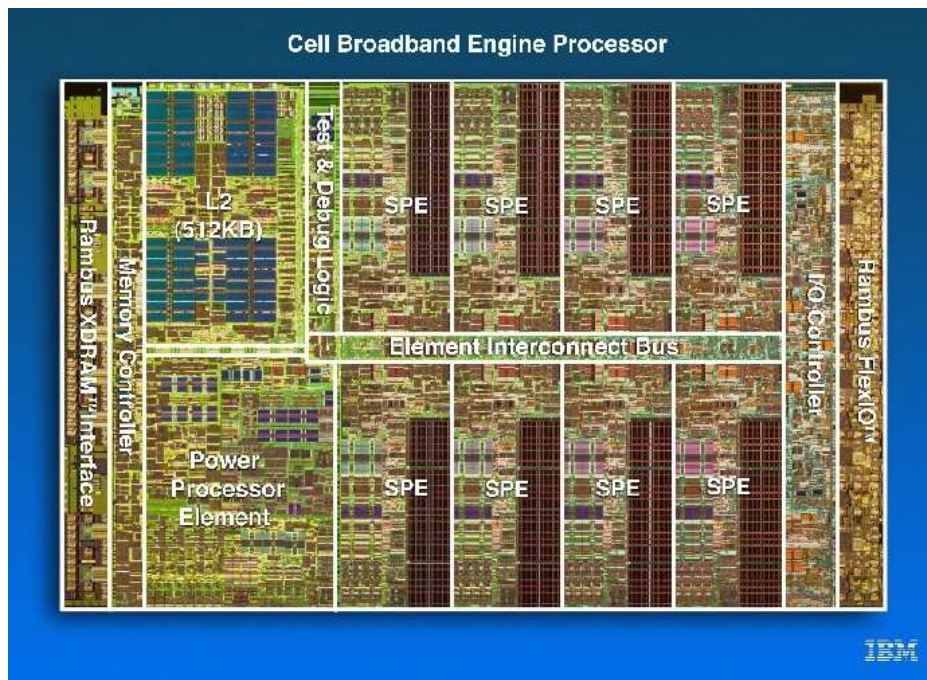 Cell Broadband Engine Processor
Rambus XDRAM™ Interface
Memory Controller
L2
(512KB)
Test & Debug Logic
SPE
SPE
SPE
SPE
I/O Controller
Rambus FlexIO™
Element Interconnect Bus
Power
Processor
Element
SPE
SPE
SPE
SPE
IBM